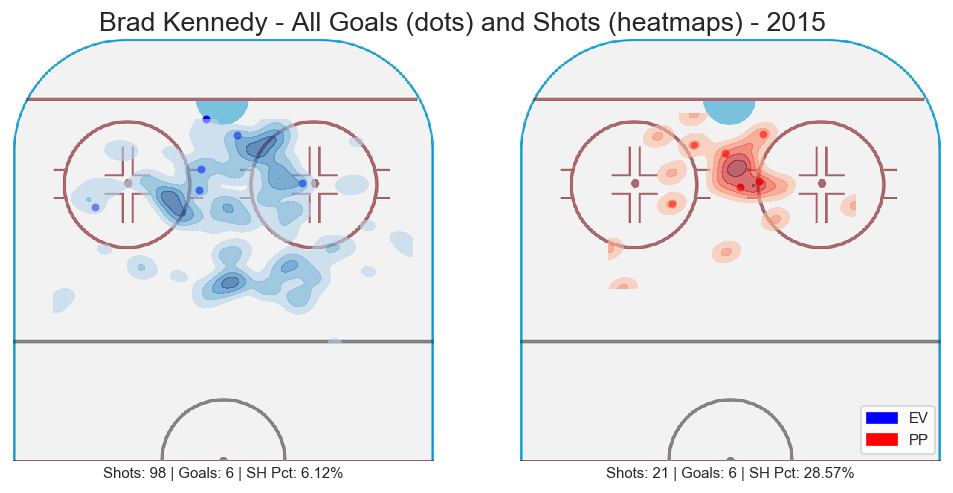 Brad Kennedy - All Goals (dots) and Shots (heatmaps) - 2015
EV
PP
Shots: 98 | Goals: 6 | SH Pct: 6.12%
Shots: 21 | Goals: 6 | SH Pct: 28.57%